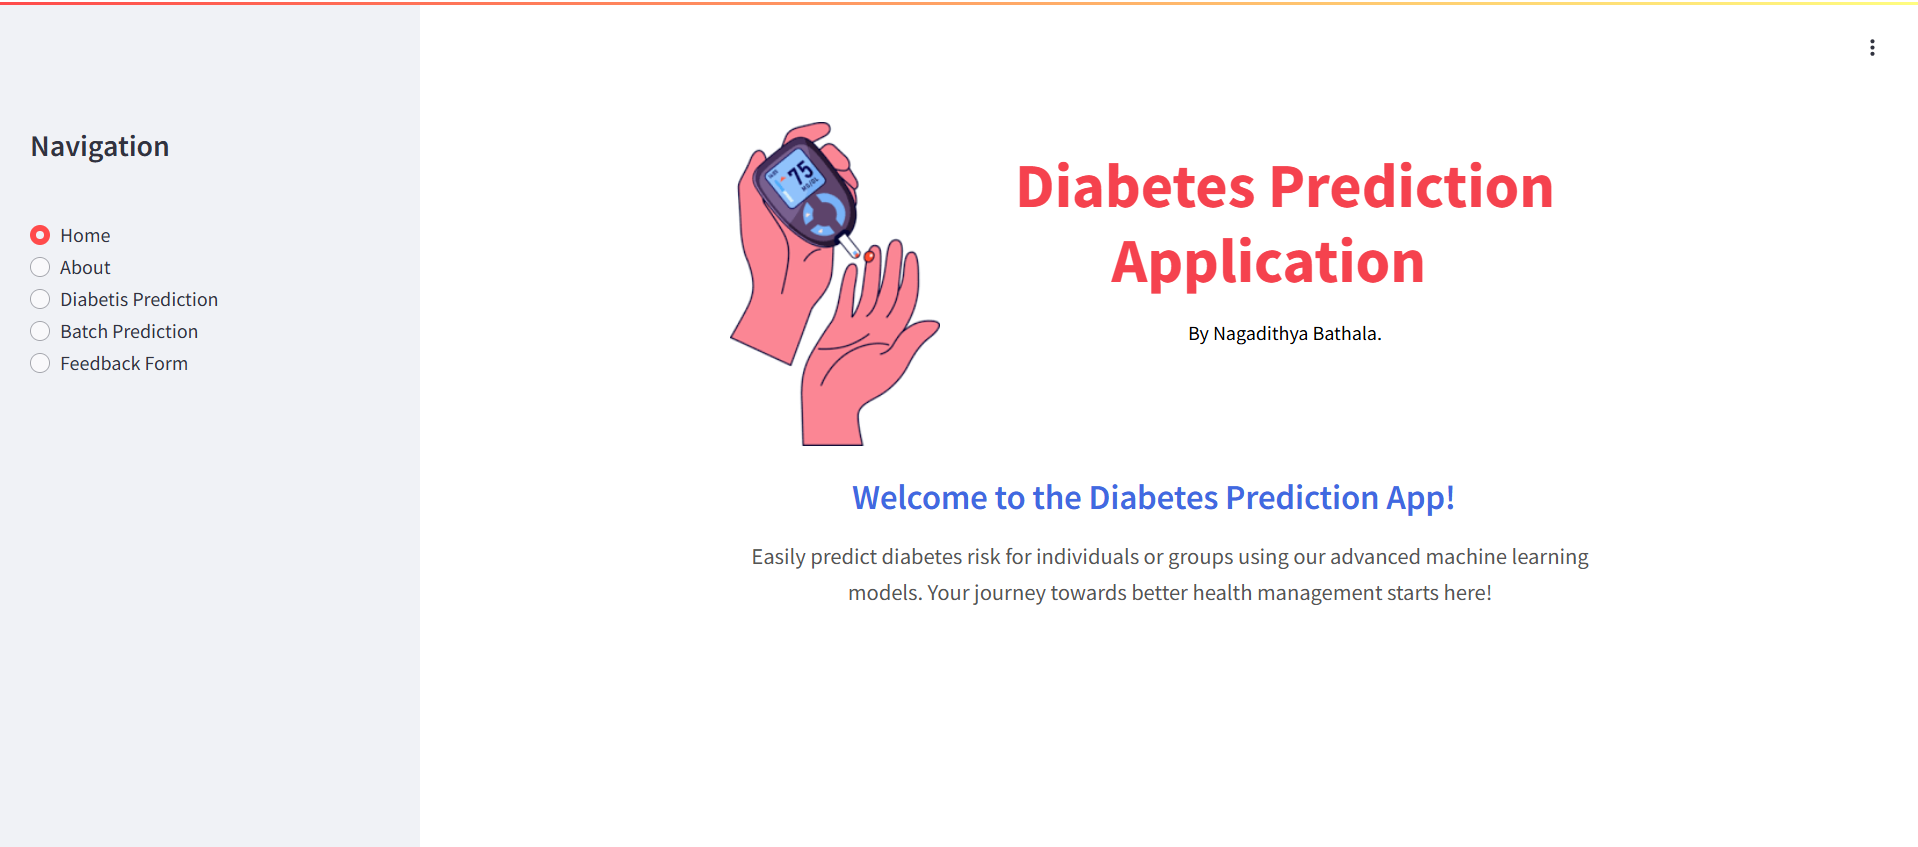 Navigation
Home
About
Diabetis Prediction
Batch Prediction
Feedback Form
75
Diabetes Prediction
Application
By Nagadithya Bathala.
Welcome to the Diabetes Prediction App!
Easily predict diabetes risk for individuals or groups using our advanced machine learning
models. Your journey towards better health management starts here!